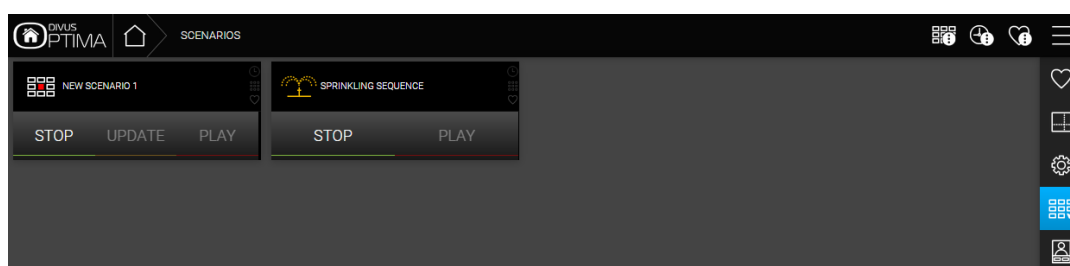 DIVUS
OPTIMA
SCENARIOS
NEW SCENARIO 1
STOP UPDATE PLAY
SPRINKLING SEQUENCE
STOP PLAY